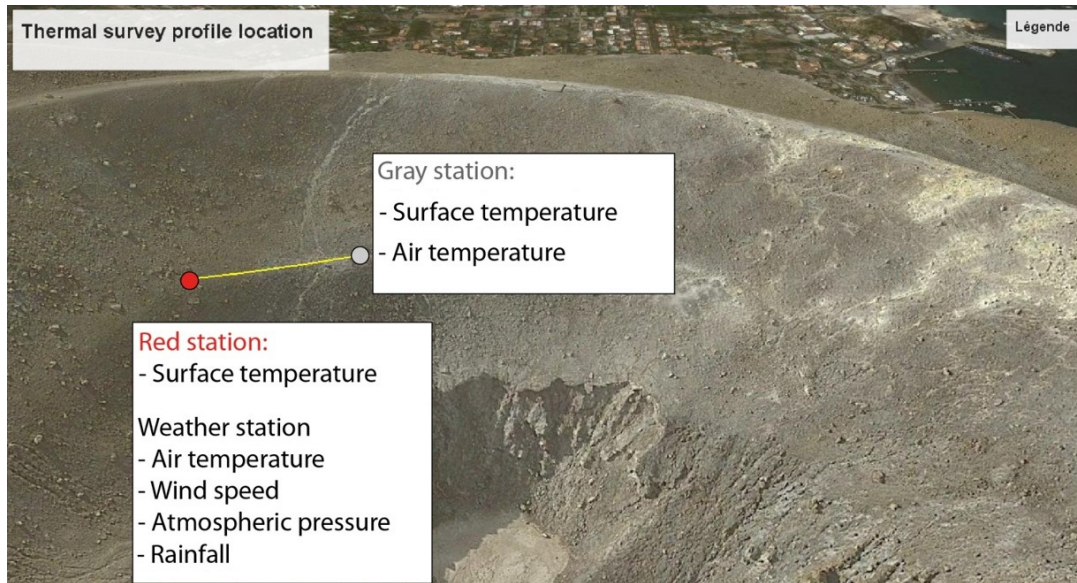 Thermal survey profile location
Légende
Gray station:
- Surface temperature
- Air temperature
Red station:
- Surface temperature
Weather station
- Air temperature
- Wind speed
- Atmospheric pressure
- Rainfall